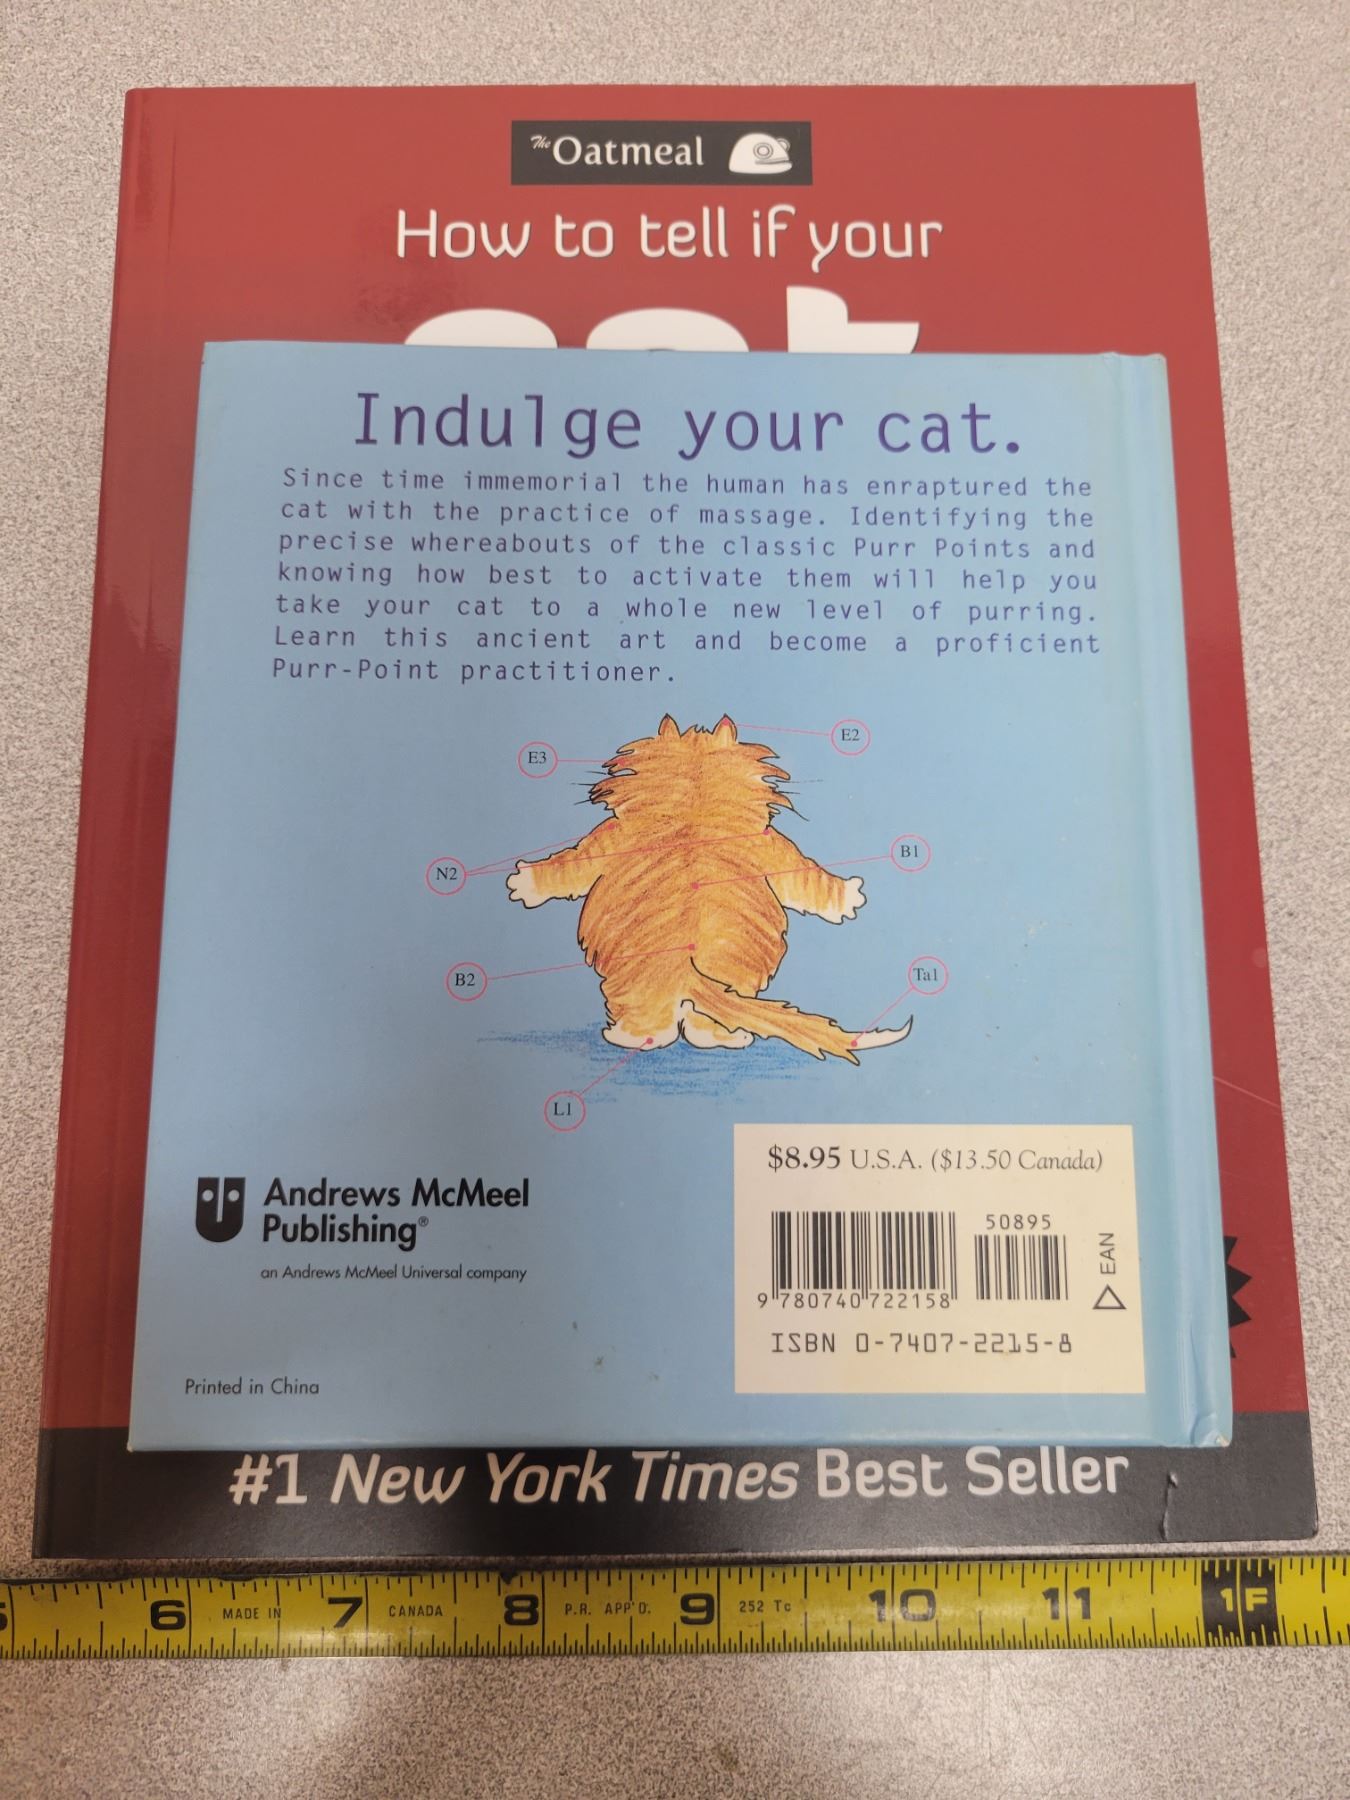 The Oatmeal
How to tell if your
cat
Indulge your cat.
Since time immemorial the human has enraptured the
cat with the practice of massage. Identifying the
precise whereabouts of the classic Purr Points and
knowing how best to activate them will help you
take your cat to a whole new level of purring.
Learn this ancient art and become a proficient
Purr-Point practitioner.
E2
E3
B1
N2
B2
Ta1
L1
$8.95 U.S.A. ($13.50 Canada)
50895
EAN
9 780740 722158
ISBN 0-7407-2215-8
Andrews McMeel
Publishing®
an Andrews McMeel Universal company
Printed in China
#1 New York Times Best Seller
6 MADE IN 7 CANADA 8 P.R. APP'D. 9 252 Tc 10 11 1F